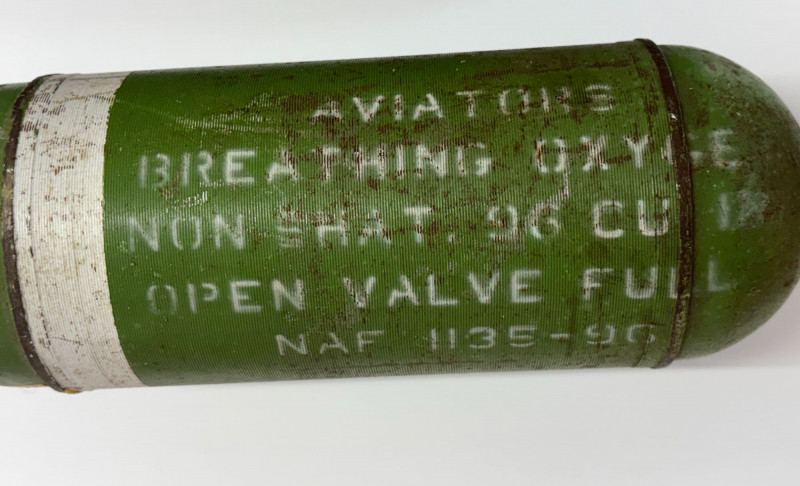 AVIATORS
BREATHING OXYGE
NON SHAT. 96 CU IN
OPEN VALVE FULL
NAF 1135-96